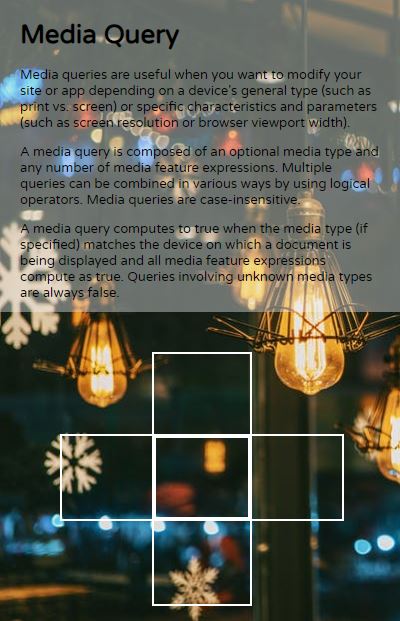 Media Query
Media queries are useful when you want to modify your
site or app depending on a device's general type (such as
print vs. screen) or specific characteristics and parameters
(such as screen resolution or browser viewport width).
A media query is composed of an optional media type and
any number of media feature expressions. Multiple
queries can be combined in various ways by using logical
operators. Media queries are case-insensitive.
A media query computes to true when the media type (if
specified) matches the device on which a document is
being displayed and all media feature expressions
compute as true. Queries involving unknown media types
are always false.